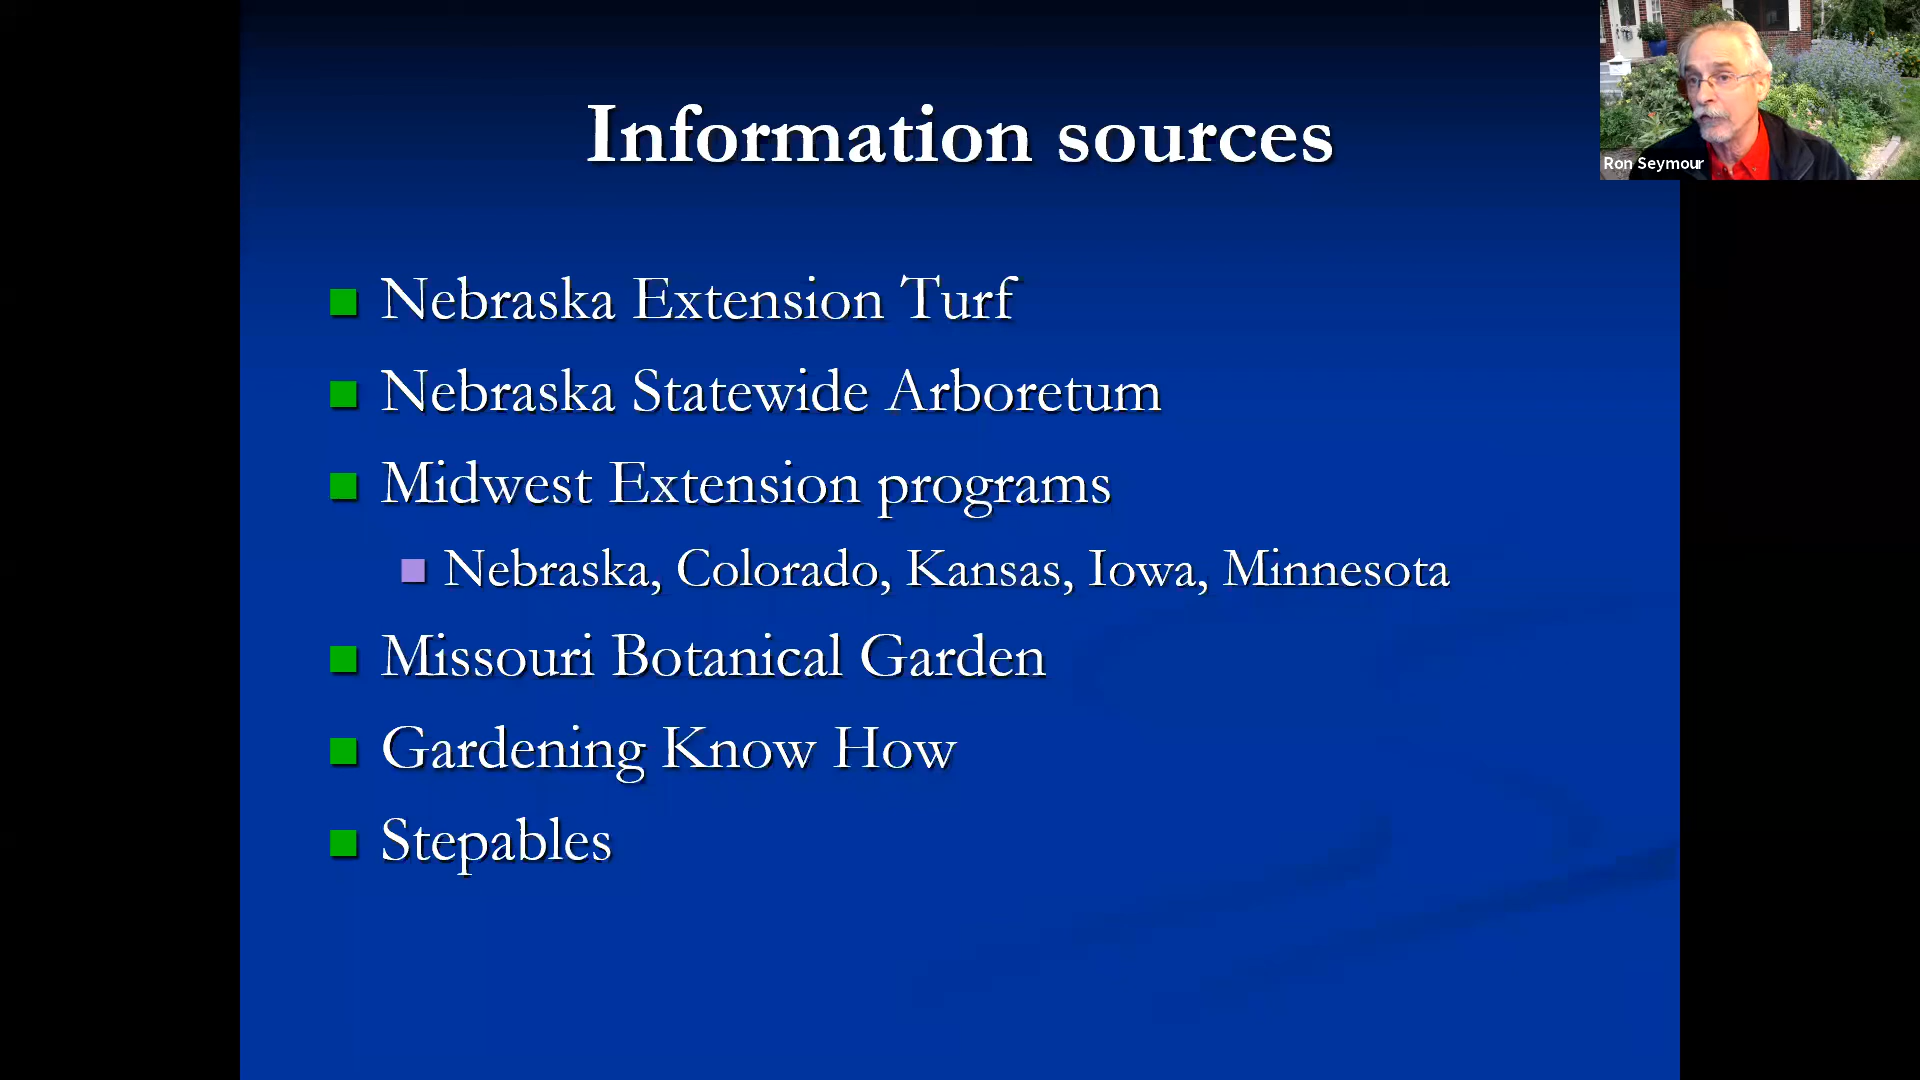 Information sources
Ron Seymour
Nebraska Extension Turf
Nebraska Statewide Arboretum
Midwest Extension programs
Nebraska, Colorado, Kansas, Iowa, Minnesota
Missouri Botanical Garden
Gardening Know How
Stepables